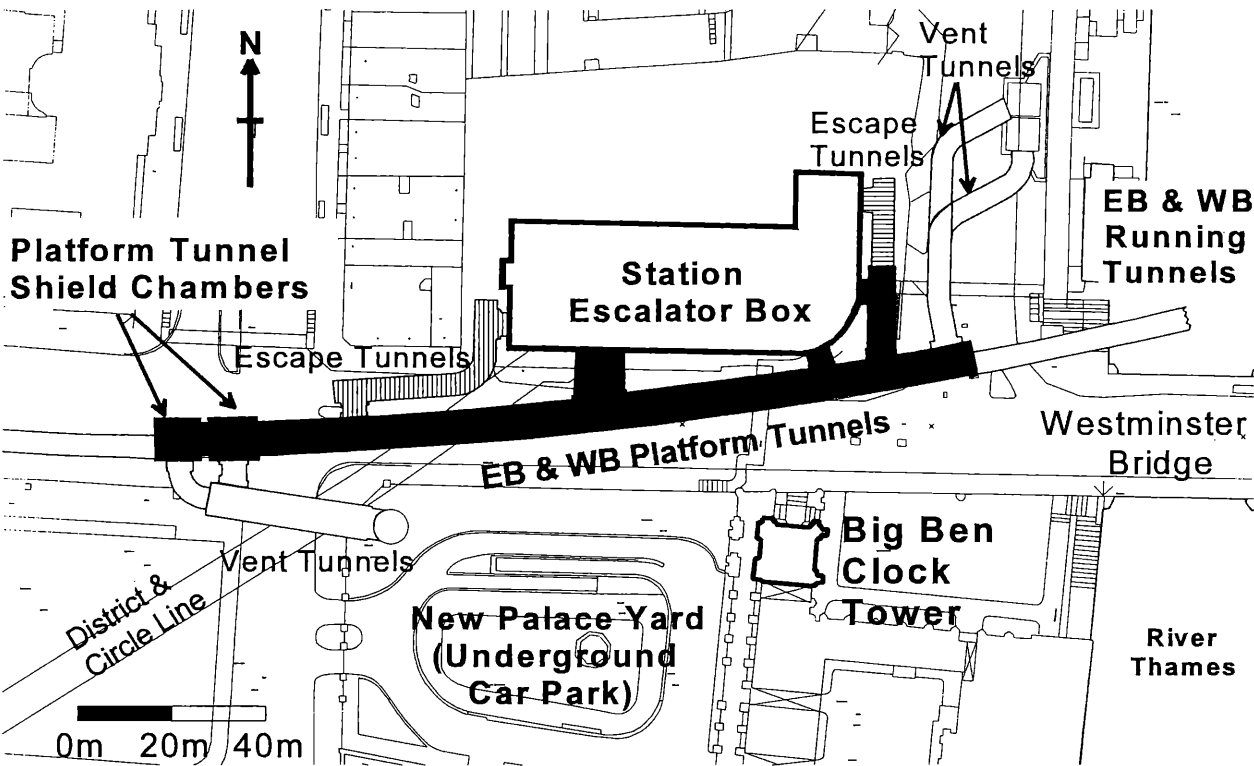 N
Vent
Tunnels
Escape
Tunnels
EB & WB
Running
Tunnels
Platform Tunnel
Shield Chambers
Station
Escalator Box
Escape Tunnels
EB & WB Platform Tunnels
Westminster
Bridge
Big Ben
Clock
Tower
Vent Tunnels
District &
Circle Line
New Palace Yard
(Underground
Car Park)
River
Thames
0m 20m 40m